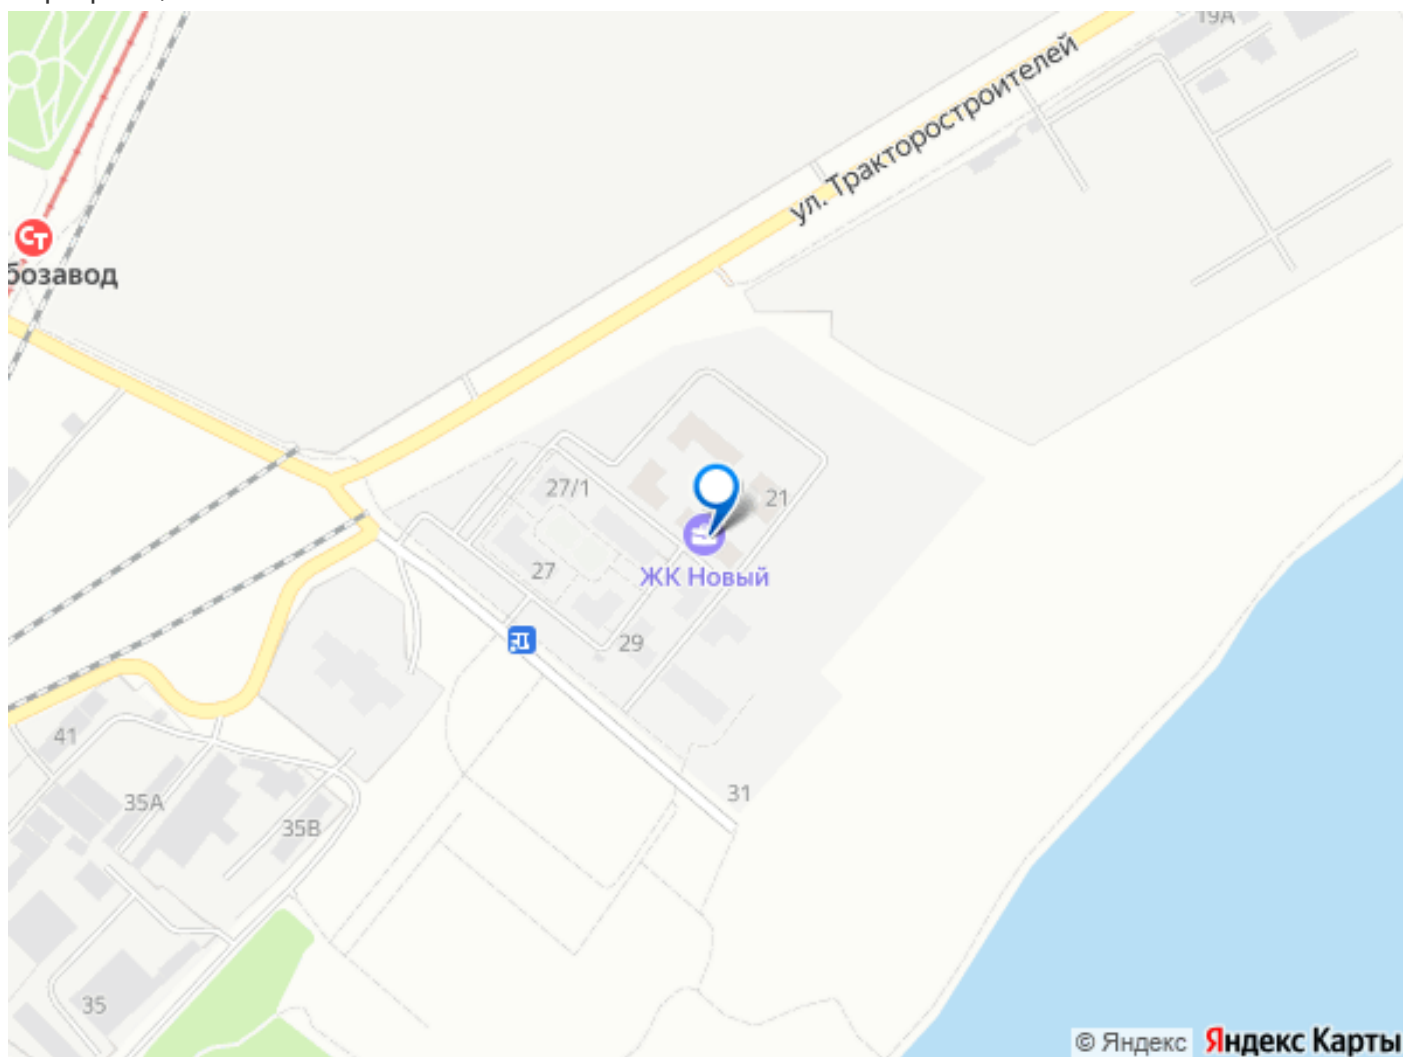 19А
ул. Тракторостроителей
Ст
бозавод
27/1
21
27
ЖК Новый
29
41
31
35А
35В
35
© Яндекс Яндекс Карты